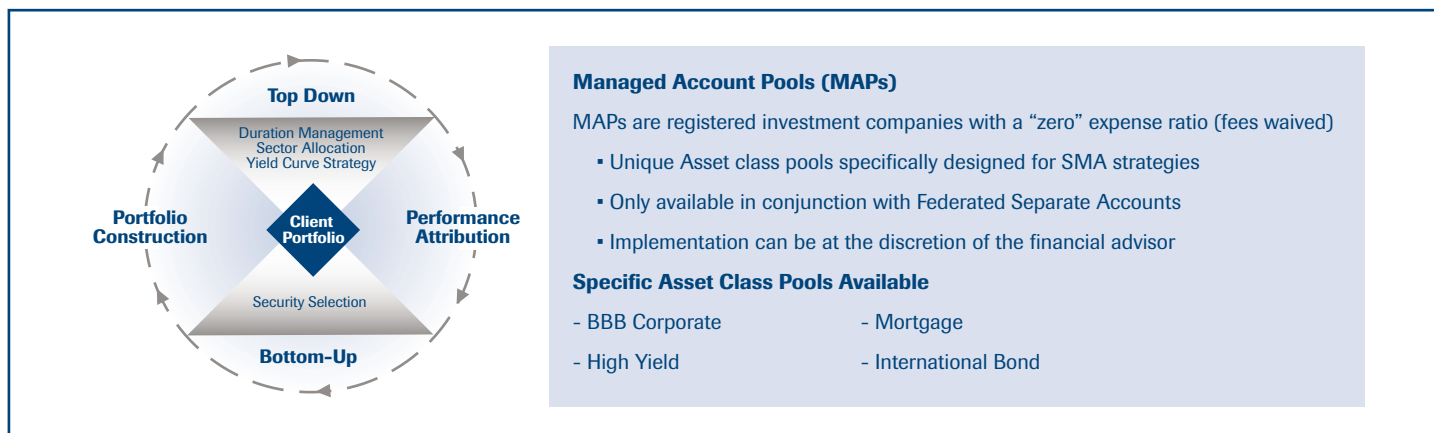 Top Down
Duration Management
Sector Allocation
Yield Curve Strategy
Portfolio
Construction
Client
Portfolio
Performance
Attribution
Security Selection
Bottom-Up
Managed Account Pools (MAPs)
MAPs are registered investment companies with a “zero” expense ratio (fees waived)
▪ Unique Asset class pools specifically designed for SMA strategies
▪ Only available in conjunction with Federated Separate Accounts
▪ Implementation can be at the discretion of the financial advisor
Specific Asset Class Pools Available
- BBB Corporate - Mortgage
- High Yield - International Bond